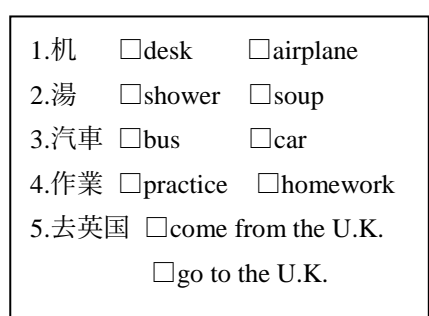 1.机 □desk □airplane
2.湯 □shower □soup
3.汽車 □bus □car
4.作業 □practice □homework
5.去英国 □come from the U.K.
□go to the U.K.